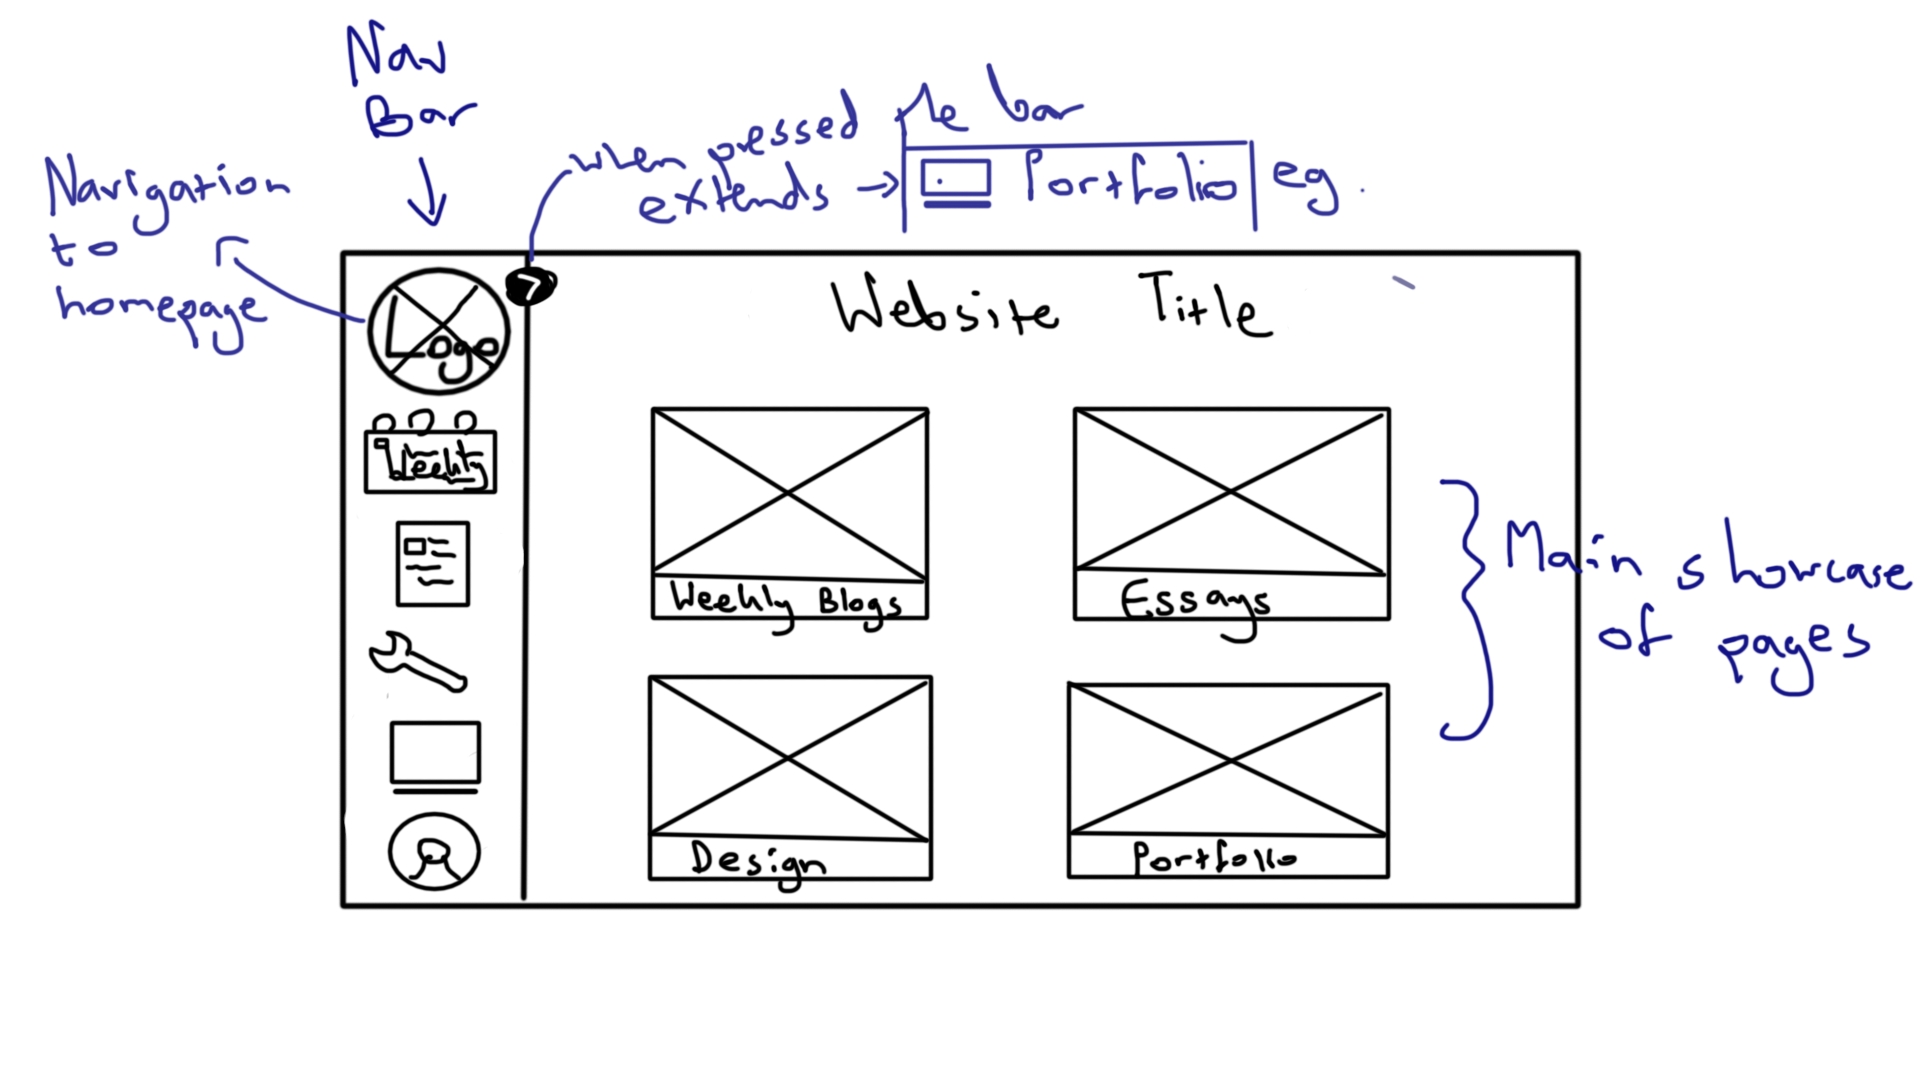 Nav
Bar
Navigation
to
homepage
when pressed the bar
extends
Portfolio
eg.
Logo
Website Title
Weekly
Weekly Blogs
Essays
Main showcase
of pages
Design
Portfolio